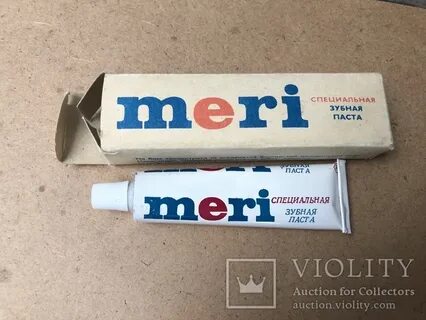 meri
СПЕЦИАЛЬНАЯ
ЗУБНАЯ
ПАСТА
ЗУБНАЯ
ПАСТА
meri
СПЕЦИАЛЬНАЯ
ЗУБНАЯ
ПАСТА
VIOLITY
Auction for Collectors
auction.violity.com